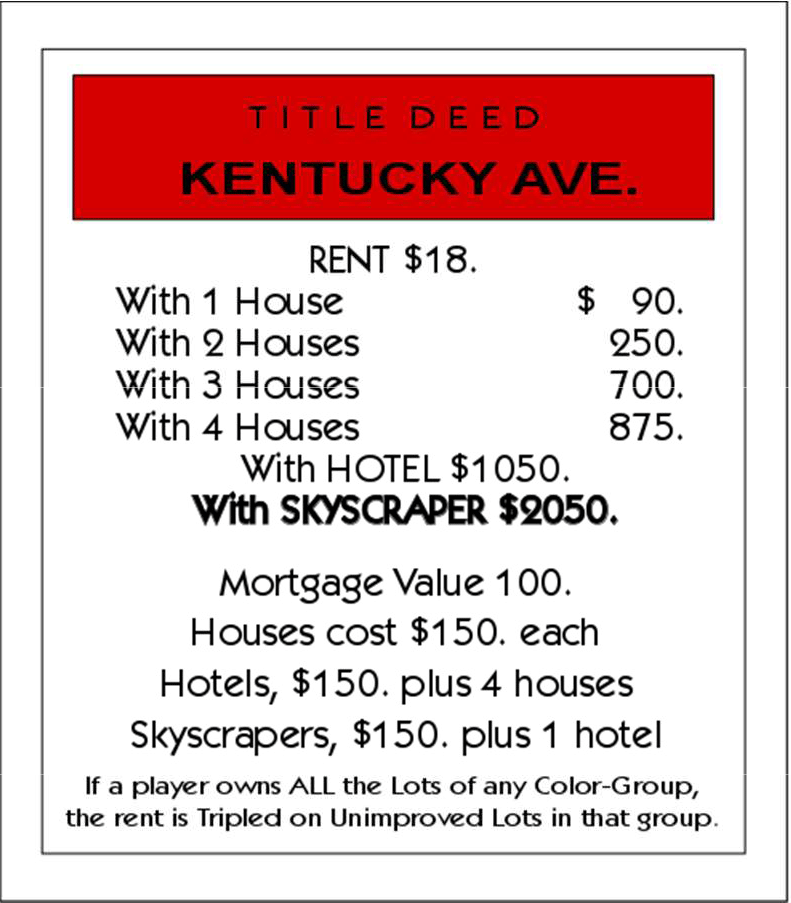 TITLE DEED
KENTUCKY AVE.
RENT $18.
With 1 House $ 90.
With 2 Houses 250.
With 3 Houses 700.
With 4 Houses 875.
With HOTEL $1050.
With SKYSCRAPER $2050.
Mortgage Value 100.
Houses cost $150. each
Hotels, $150. plus 4 houses
Skyscrapers, $150. plus 1 hotel
If a player owns ALL the Lots of any Color-Group,
the rent is Tripled on Unimproved Lots in that group.